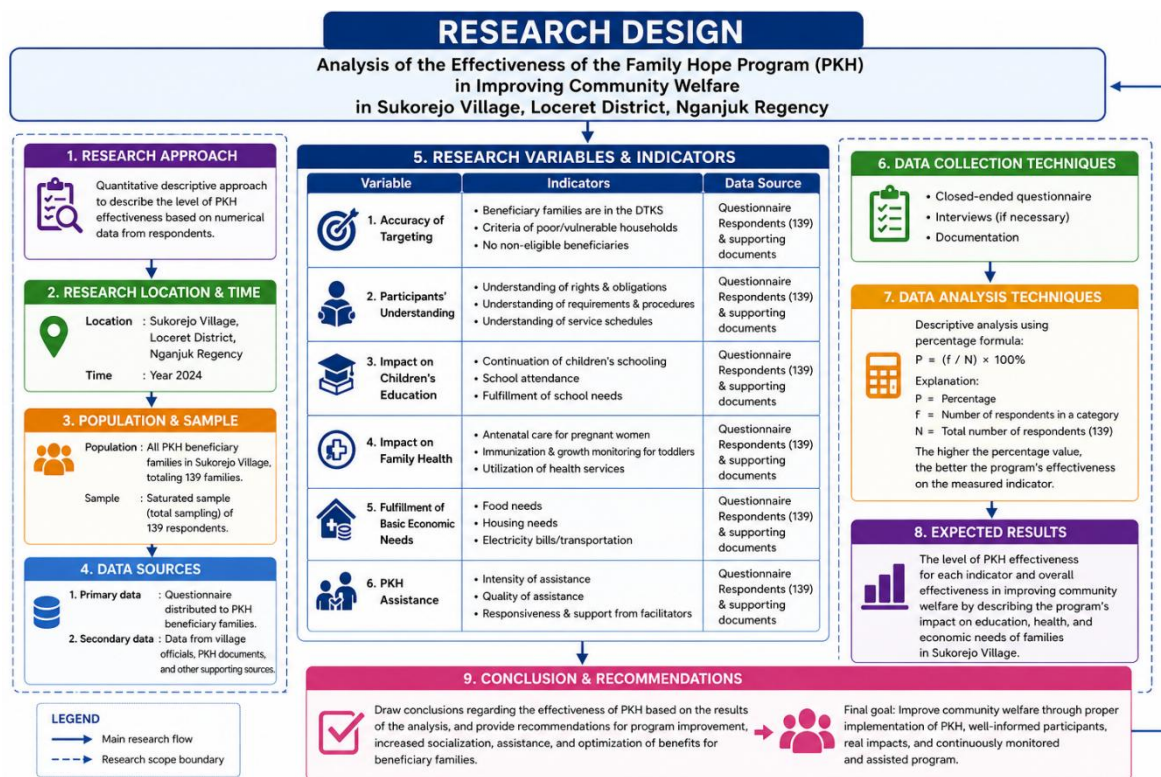 RESEARCH DESIGN
Analysis of the Effectiveness of the Family Hope Program (PKH)
in Improving Community Welfare
in Sukorejo Village, Loceret District, Nganjuk Regency
1. RESEARCH APPROACH
Quantitative descriptive approach
to describe the level of PKH
effectiveness based on numerical
data from respondents.
2. RESEARCH LOCATION & TIME
Location : Sukorejo Village,
Loceret District,
Nganjuk Regency
Time : Year 2024
3. POPULATION & SAMPLE
Population : All PKH beneficiary
families in Sukorejo Village,
totaling 139 families.
Sample : Saturated sample
(total sampling) of
139 respondents.
4. DATA SOURCES
1. Primary data : Questionnaire
distributed to PKH
beneficiary families.
2. Secondary data : Data from village
officials, PKH documents,
and other supporting sources.
LEGEND
Main research flow
Research scope boundary
5. RESEARCH VARIABLES & INDICATORS
Variable Indicators Data Source
1. Accuracy of
Targeting
• Beneficiary families are in the DTKS
• Criteria of poor/vulnerable households
• No non-eligible beneficiaries
Questionnaire
Respondents (139)
& supporting
documents
2. Participants'
Understanding
• Understanding of rights & obligations
• Understanding of requirements & procedures
• Understanding of service schedules
Questionnaire
Respondents (139)
& supporting
documents
3. Impact on
Children's
Education
• Continuation of children's schooling
• School attendance
• Fulfillment of school needs
Questionnaire
Respondents (139)
& supporting
documents
4. Impact on
Family Health
• Antenatal care for pregnant women
• Immunization & growth monitoring for toddlers
• Utilization of health services
Questionnaire
Respondents (139)
& supporting
documents
5. Fulfillment of
Basic Economic
Needs
• Food needs
• Housing needs
• Electricity bills/transportation
Questionnaire
Respondents (139)
& supporting
documents
6. PKH
Assistance
• Intensity of assistance
• Quality of assistance
• Responsiveness & support from facilitators
Questionnaire
Respondents (139)
& supporting
documents
6. DATA COLLECTION TECHNIQUES
• Closed-ended questionnaire
• Interviews (if necessary)
• Documentation
7. DATA ANALYSIS TECHNIQUES
Descriptive analysis using
percentage formula:
P = (f / N) × 100%
Explanation:
P = Percentage
f = Number of respondents in a category
N = Total number of respondents (139)
The higher the percentage value,
the better the program's effectiveness
on the measured indicator.
8. EXPECTED RESULTS
The level of PKH effectiveness
for each indicator and overall
effectiveness in improving community
welfare by describing the program's
impact on education, health, and
economic needs of families
in Sukorejo Village.
9. CONCLUSION & RECOMMENDATIONS
Draw conclusions regarding the effectiveness of PKH based on the results
of the analysis, and provide recommendations for program improvement,
increased socialization, assistance, and optimization of benefits for
beneficiary families.
Final goal: Improve community welfare through proper
implementation of PKH, well-informed participants,
real impacts, and continuously monitored
and assisted program.